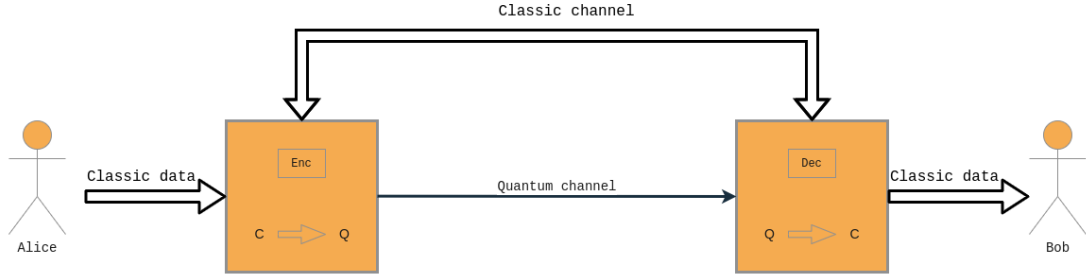 Classic channel
Classic data
Enc
Quantum channel
Dec
Classic data
C
Q
Q
C
Alice
Bob